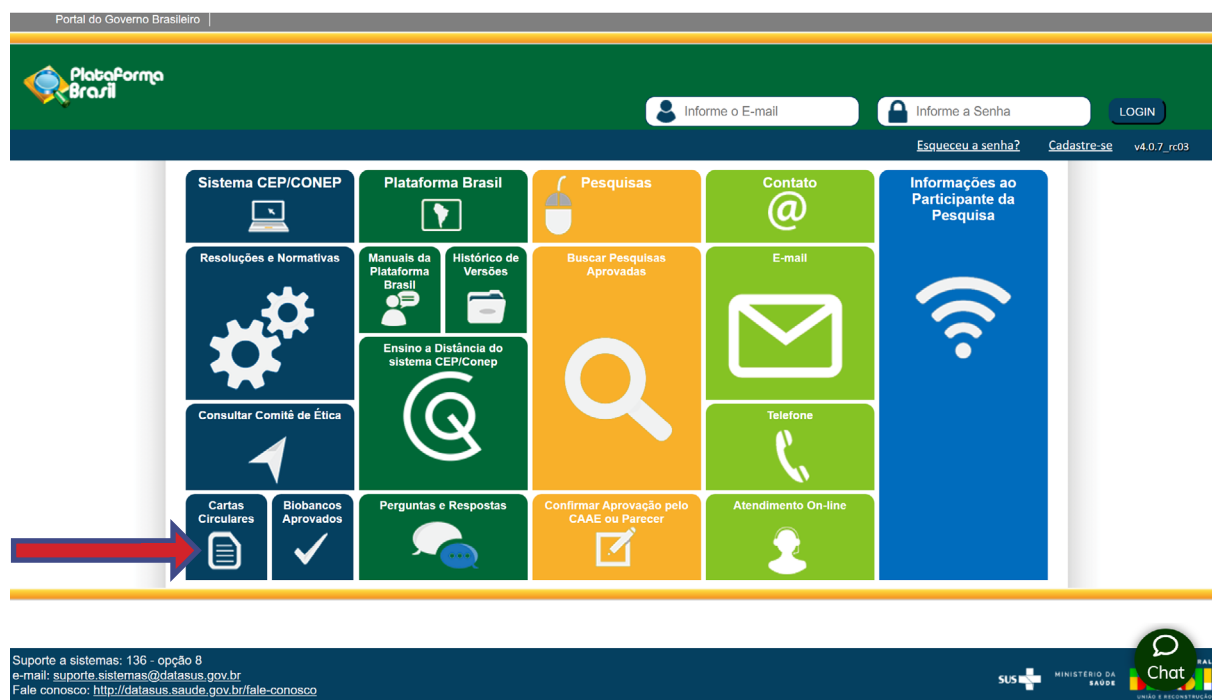 Portal do Governo Brasileiro
Plataforma
Brasil
Informe o E-mail
Informe a Senha
LOGIN
Esqueceu a senha?
Cadastre-se
v4.0.7_rc03
Sistema CEP/CONEP
Plataforma Brasil
Pesquisas
Contato
@
Informações ao
Participante da
Pesquisa
Resoluções e Normativas
Manuais da
Plataforma
Brasil
Histórico de
Versões
Buscar Pesquisas
Aprovadas
E-mail
Ensino a Distância do
sistema CEP/Conep
Consultar Comitê de Ética
Telefone
Cartas
Circulares
Biobancos
Aprovados
Perguntas e Respostas
Confirmar Aprovação pelo
CAAE ou Parecer
Atendimento On-line
Suporte a sistemas: 136 - opção 8
e-mail: suporte.sistemas@datasus.gov.br
Fale conosco: http://datasus.saude.gov.br/fale-conosco
SUS
MINISTÉRIO DA
SAÚDE
Chat
UNIÃO E RECONSTRUÇÃO